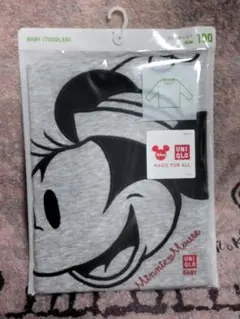 BABY (TODDLER)
100
UNI
QLO
MAGIC FOR ALL
Minnie Mouse
UNI
QLO
BABY